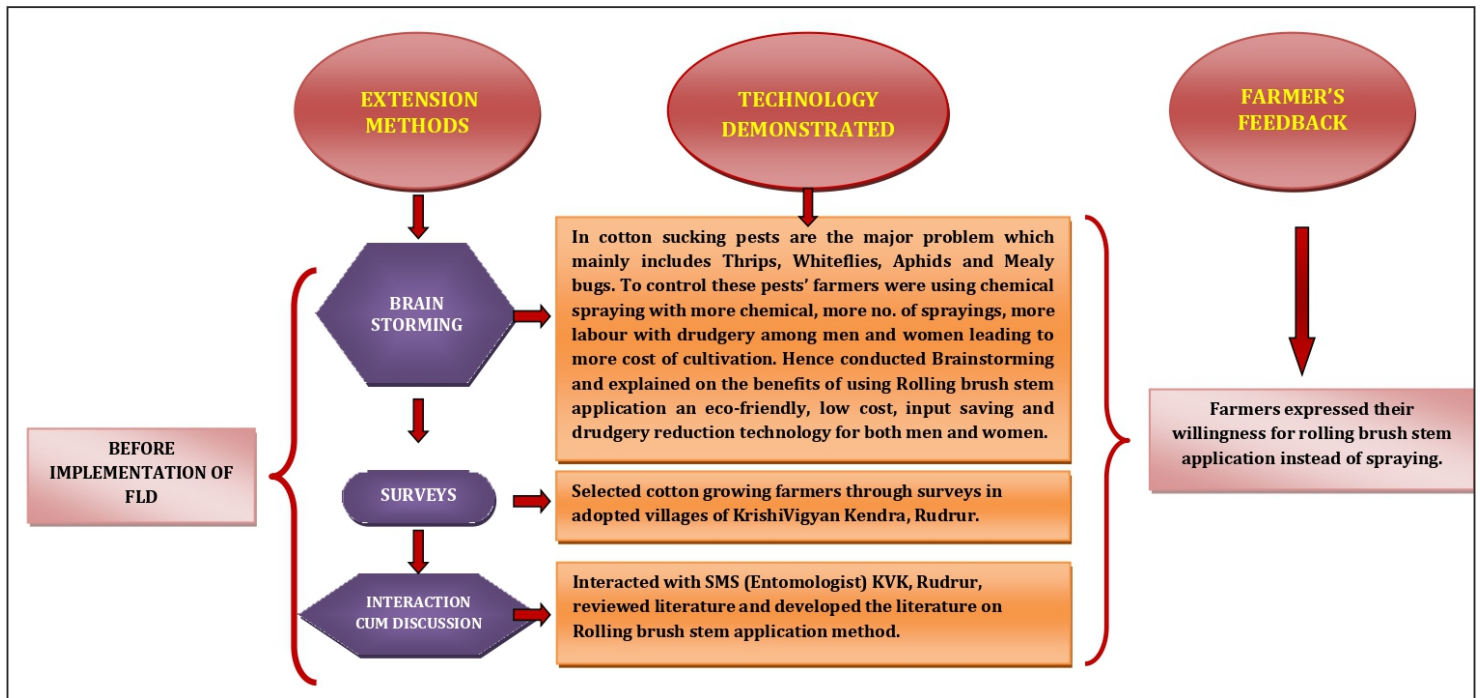 EXTENSION
METHODS
TECHNOLOGY
DEMONSTRATED
FARMER'S
FEEDBACK
BEFORE
IMPLEMENTATION OF
FLD
BRAIN
STORMING
In cotton sucking pests are the major problem which
mainly includes Thrips, Whiteflies, Aphids and Mealy
bugs. To control these pests' farmers were using chemical
spraying with more chemical, more no. of sprayings, more
labour with drudgery among men and women leading to
more cost of cultivation. Hence conducted Brainstorming
and explained on the benefits of using Rolling brush stem
application an eco-friendly, low cost, input saving and
drudgery reduction technology for both men and women.
SURVEYS
Selected cotton growing farmers through surveys in
adopted villages of KrishiVigyan Kendra, Rudrur.
INTERACTION
CUM DISCUSSION
Interacted with SMS (Entomologist) KVK, Rudrur,
reviewed literature and developed the literature on
Rolling brush stem application method.
Farmers expressed their
willingness for rolling brush stem
application instead of spraying.